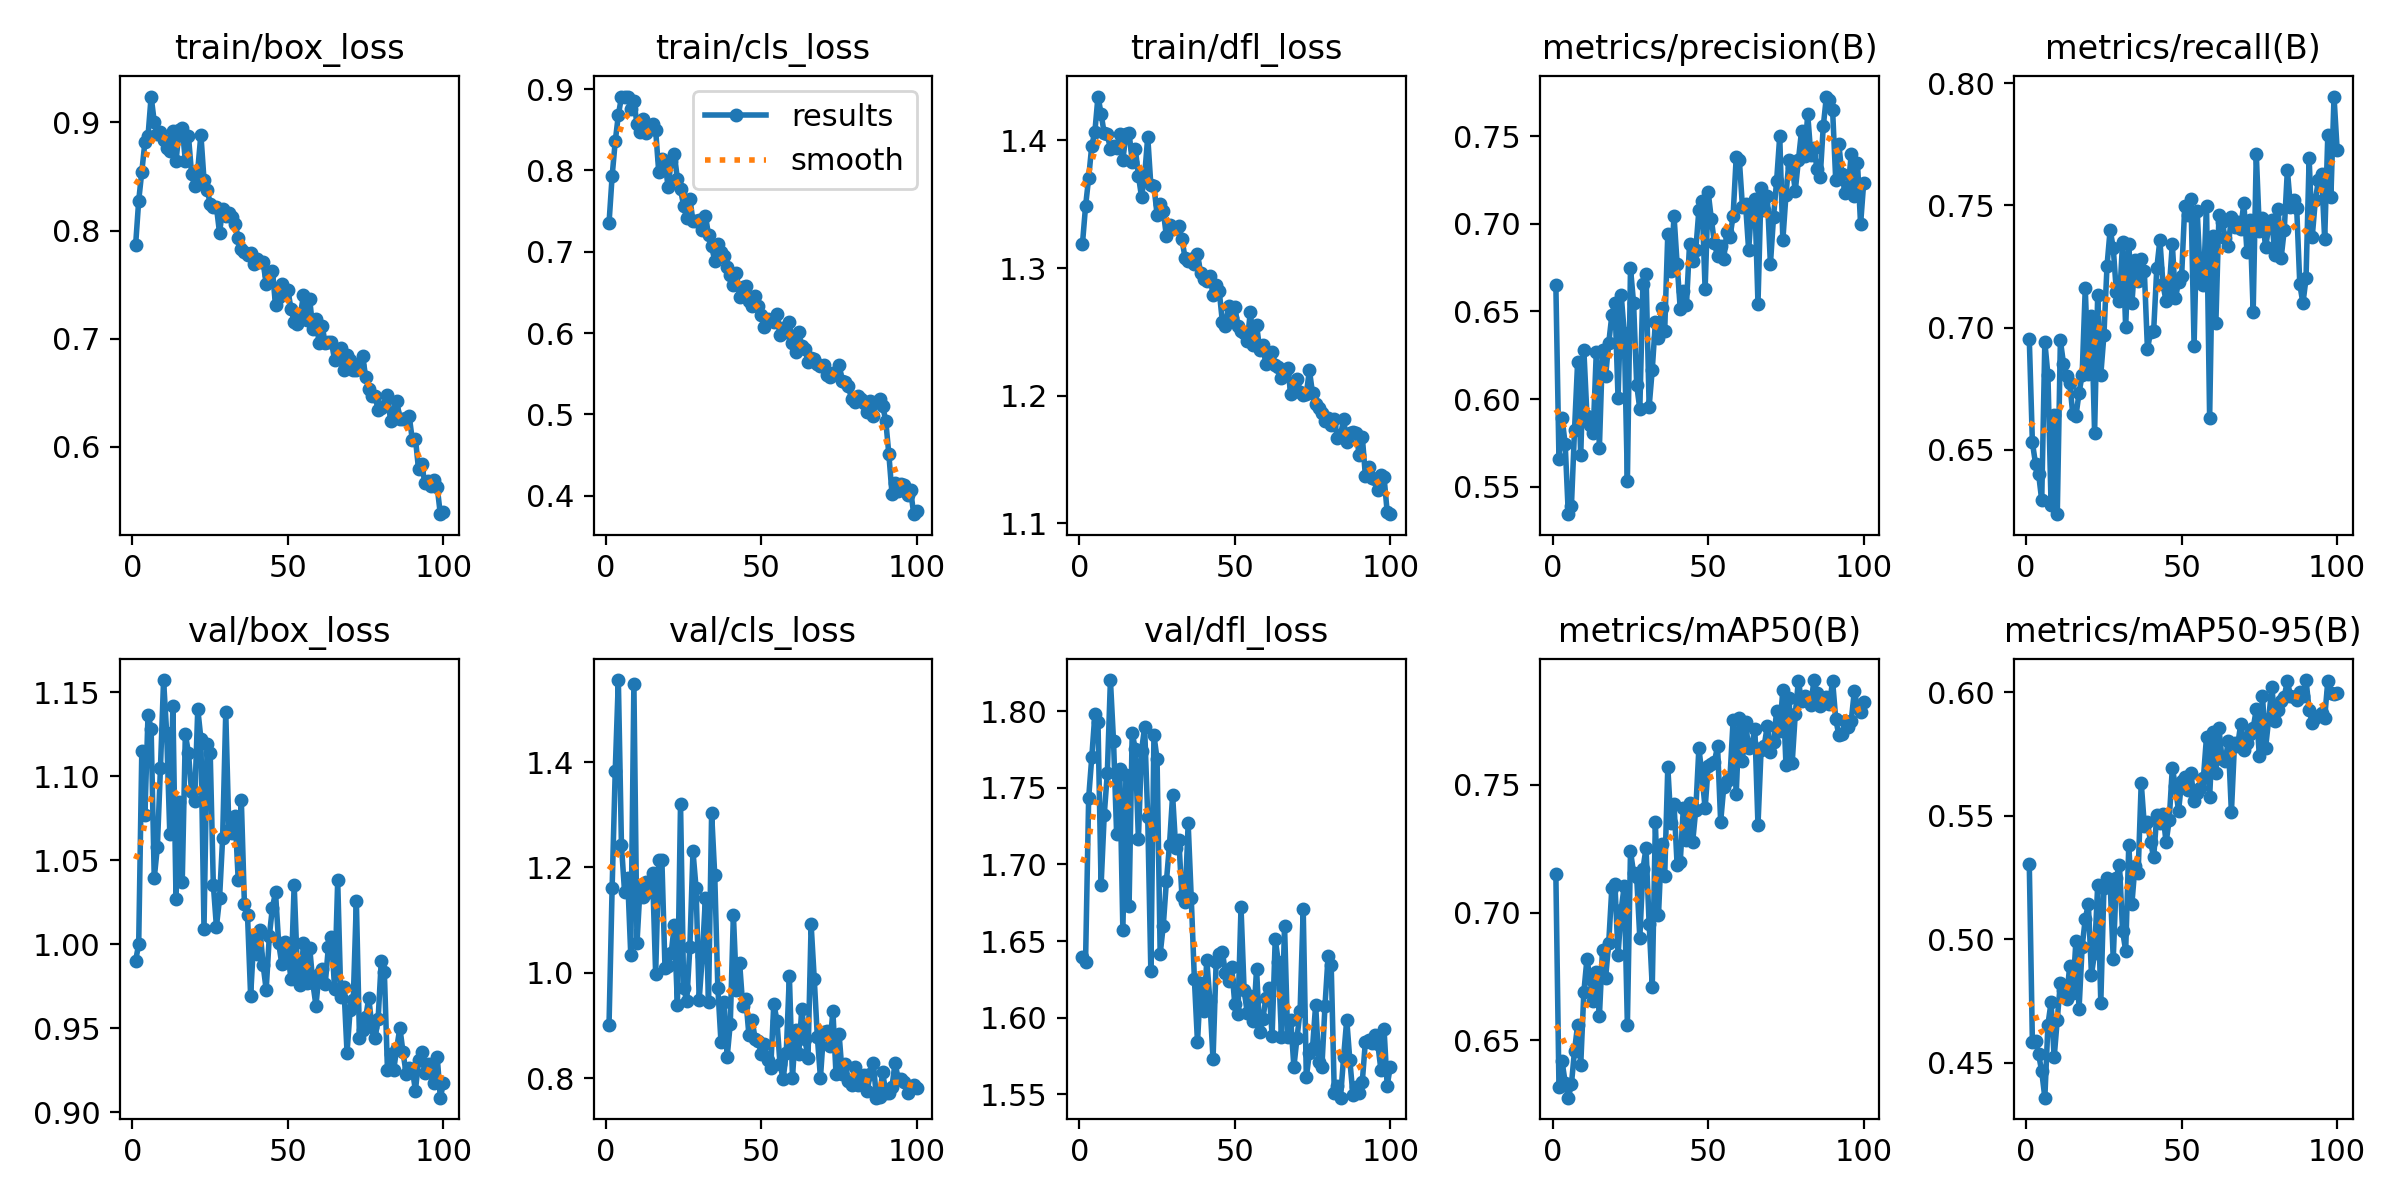 train/box_loss
train/cls_loss
train/dfl_loss
metrics/precision(B)
metrics/recall(B)
results
smooth
0.9
0.8
0.7
0.6
0 50 100
0.9
0.8
0.7
0.6
0.5
0.4
0 50 100
1.4
1.3
1.2
1.1
0 50 100
0.75
0.70
0.65
0.60
0.55
0 50 100
0.80
0.75
0.70
0.65
0 50 100
val/box_loss
val/cls_loss
val/dfl_loss
metrics/mAP50(B)
metrics/mAP50-95(B)
1.15
1.10
1.05
1.00
0.95
0.90
0 50 100
1.4
1.2
1.0
0.8
0 50 100
1.80
1.75
1.70
1.65
1.60
1.55
0 50 100
0.75
0.70
0.65
0 50 100
0.60
0.55
0.50
0.45
0 50 100